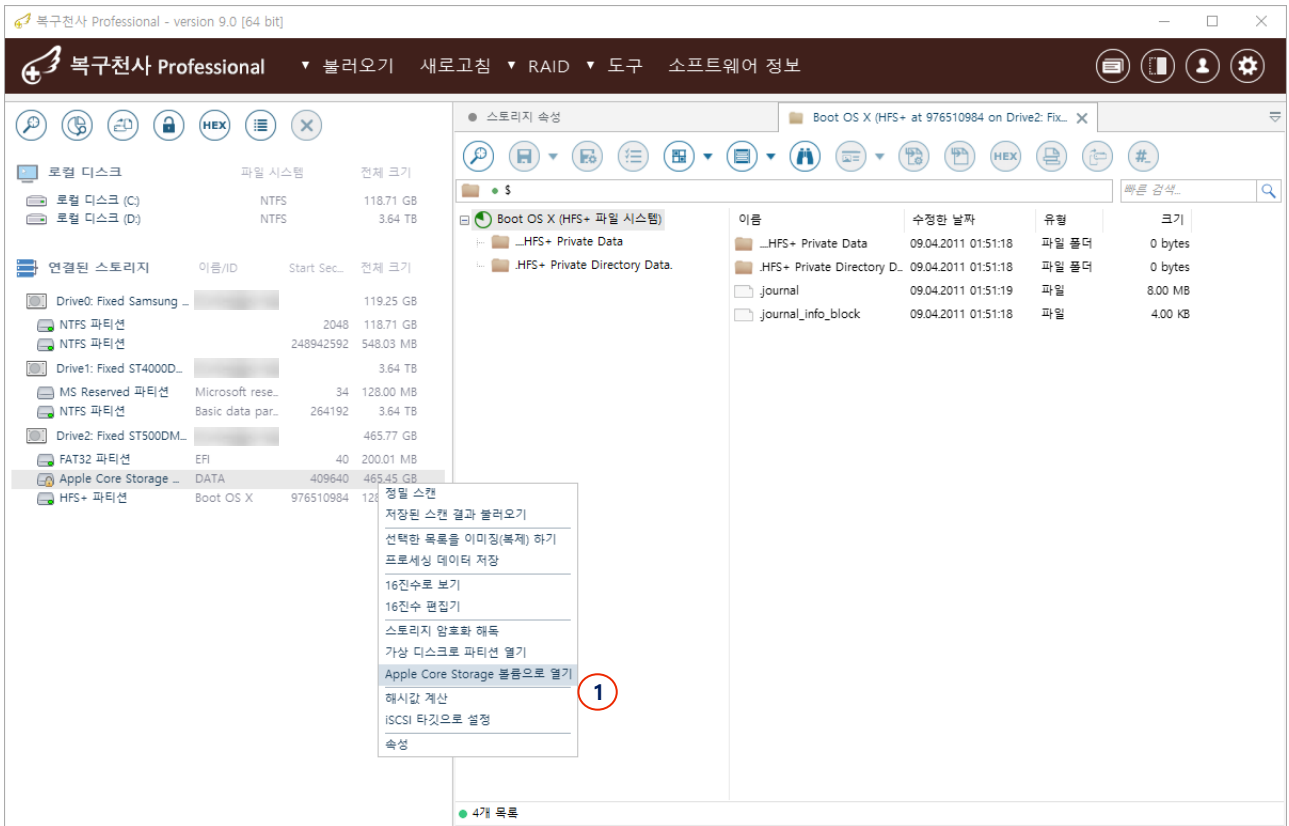 복구천사 Professional - version 9.0 [64 bit]
복구천사 Professional ▼ 불러오기 새로고침 ▼ RAID ▼ 도구 소프트웨어 정보
HEX
로컬 디스크 파일 시스템 전체 크기
로컬 디스크 (C:) NTFS 118.71 GB
로컬 디스크 (D:) NTFS 3.64 TB
연결된 스토리지 이름/ID Start Sec... 전체 크기
Drive0: Fixed Samsung ... 119.25 GB
NTFS 파티션 2048 118.71 GB
NTFS 파티션 248942592 548.03 MB
Drive1: Fixed ST4000D... 3.64 TB
MS Reserved 파티션 Microsoft rese... 34 128.00 MB
NTFS 파티션 Basic data par... 264192 3.64 TB
Drive2: Fixed ST500DM... 465.77 GB
FAT32 파티션 EFI 40 200.01 MB
Apple Core Storage ... DATA 409640 465.45 GB
HFS+ 파티션 Boot OS X 976510984 128
정밀 스캔
저장된 스캔 결과 불러오기
선택한 목록을 이미징(복제) 하기
프로세싱 데이터 저장
16진수로 보기
16진수 편집기
스토리지 암호화 해독
가상 디스크로 파티션 열기
Apple Core Storage 볼륨으로 열기
1
해시값 계산
iSCSI 타깃으로 설정
속성
스토리지 속성
Boot OS X (HFS+ at 976510984 on Drive2: Fix...
HEX
#_
$
빠른 검색...
Boot OS X (HFS+ 파일 시스템)
...HFS+ Private Data
.HFS+ Private Directory Data.
이름 수정한 날짜 유형 크기
...HFS+ Private Data 09.04.2011 01:51:18 파일 폴더 0 bytes
.HFS+ Private Directory D... 09.04.2011 01:51:18 파일 폴더 0 bytes
.journal 09.04.2011 01:51:19 파일 8.00 MB
.journal_info_block 09.04.2011 01:51:18 파일 4.00 KB
4개 목록